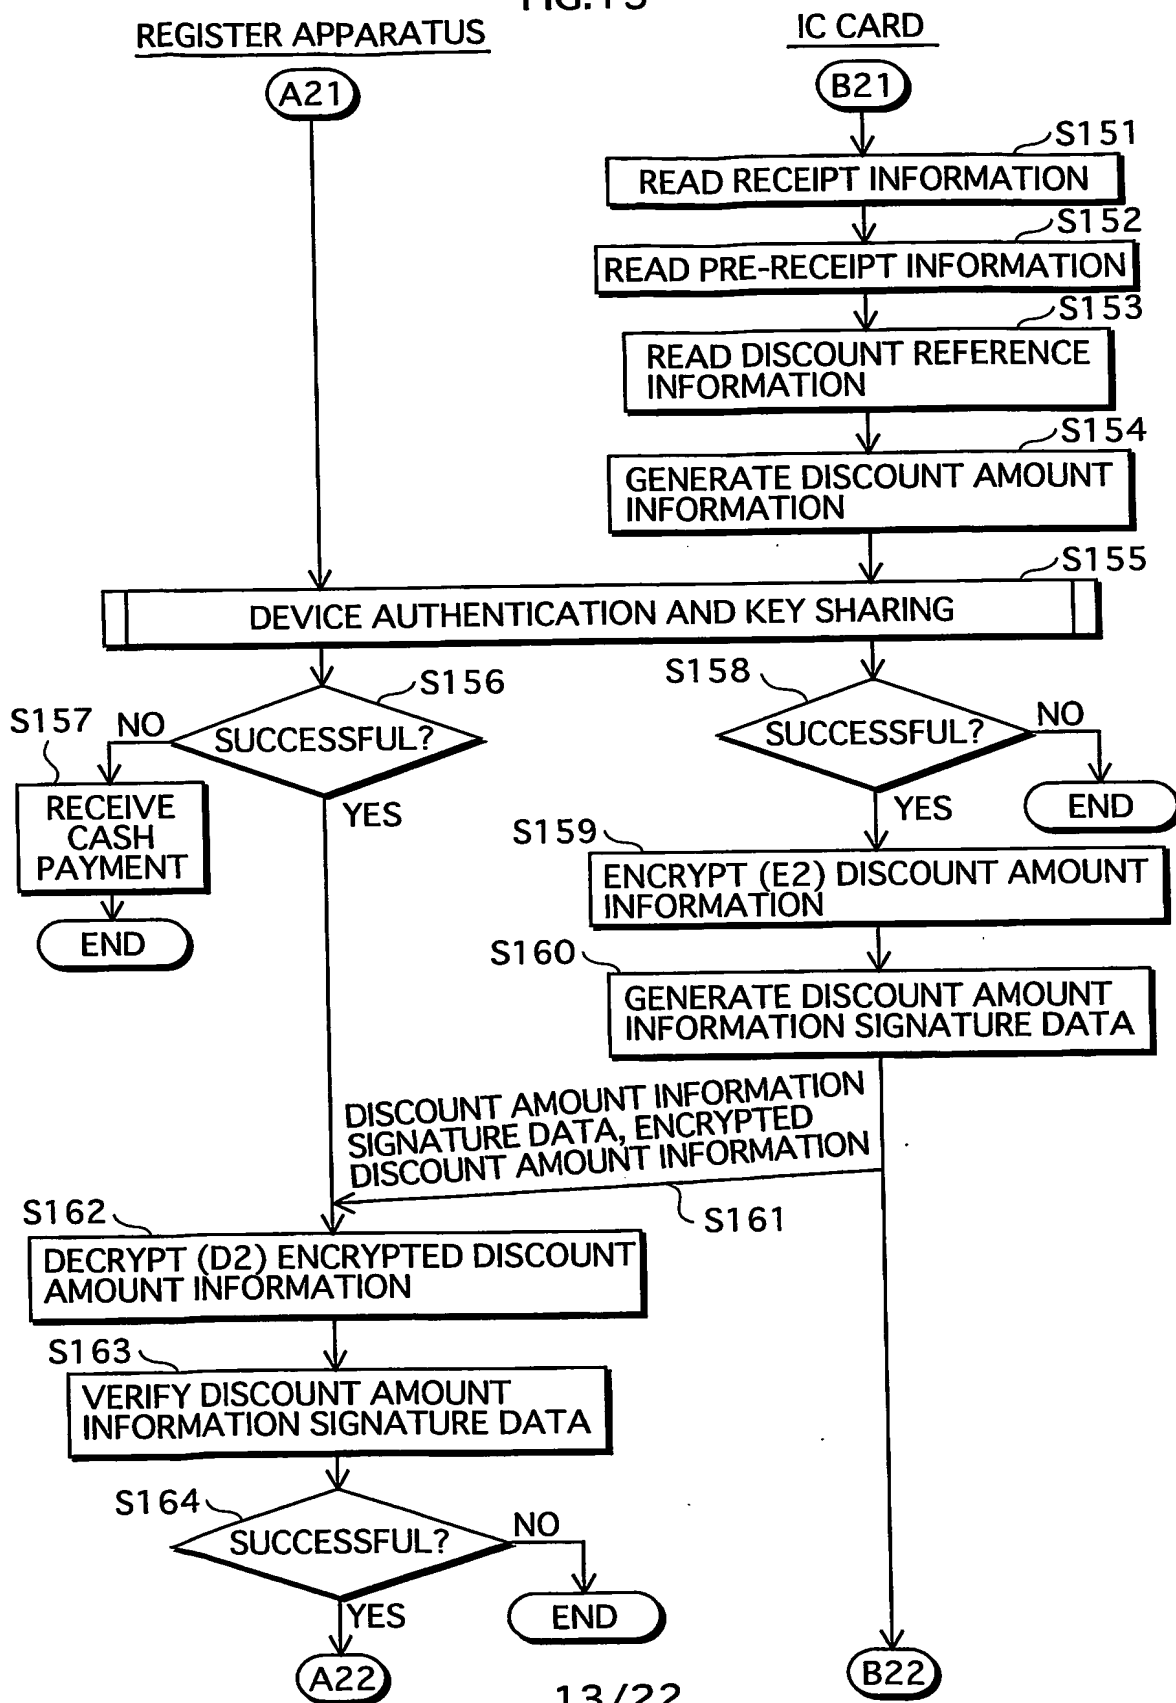 FIG.13
REGISTER APPARATUS
IC CARD
A21
B21
S151
READ RECEIPT INFORMATION
S152
READ PRE-RECEIPT INFORMATION
S153
READ DISCOUNT REFERENCE
INFORMATION
S154
GENERATE DISCOUNT AMOUNT
INFORMATION
S155
DEVICE AUTHENTICATION AND KEY SHARING
S156
S158
S157
NO
SUCCESSFUL?
SUCCESSFUL?
NO
RECEIVE
CASH
PAYMENT
YES
YES
END
S159
ENCRYPT (E2) DISCOUNT AMOUNT
INFORMATION
END
S160
GENERATE DISCOUNT AMOUNT
INFORMATION SIGNATURE DATA
DISCOUNT AMOUNT INFORMATION
SIGNATURE DATA, ENCRYPTED
DISCOUNT AMOUNT INFORMATION
S161
S162
DECRYPT (D2) ENCRYPTED DISCOUNT
AMOUNT INFORMATION
S163
VERIFY DISCOUNT AMOUNT
INFORMATION SIGNATURE DATA
S164
SUCCESSFUL?
NO
YES
END
A22
B22
13/22